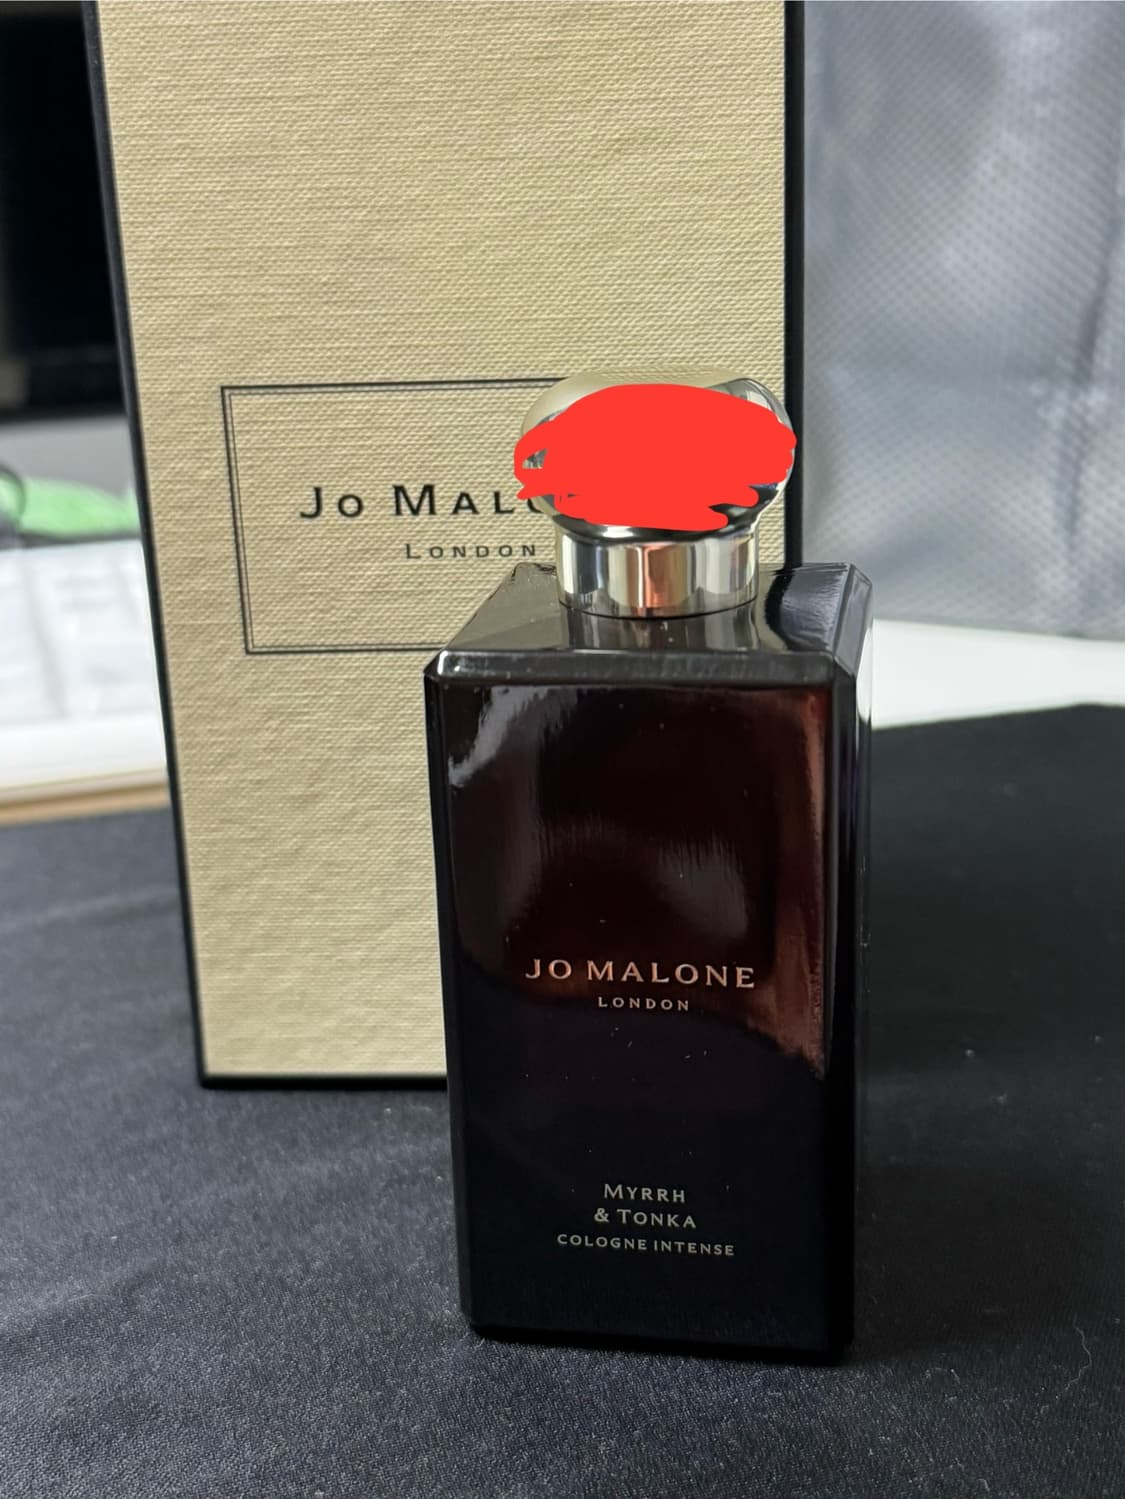 Jo Malo
London
JO MALONE
LONDON
MYRRH
& TONKA
COLOGNE INTENSE